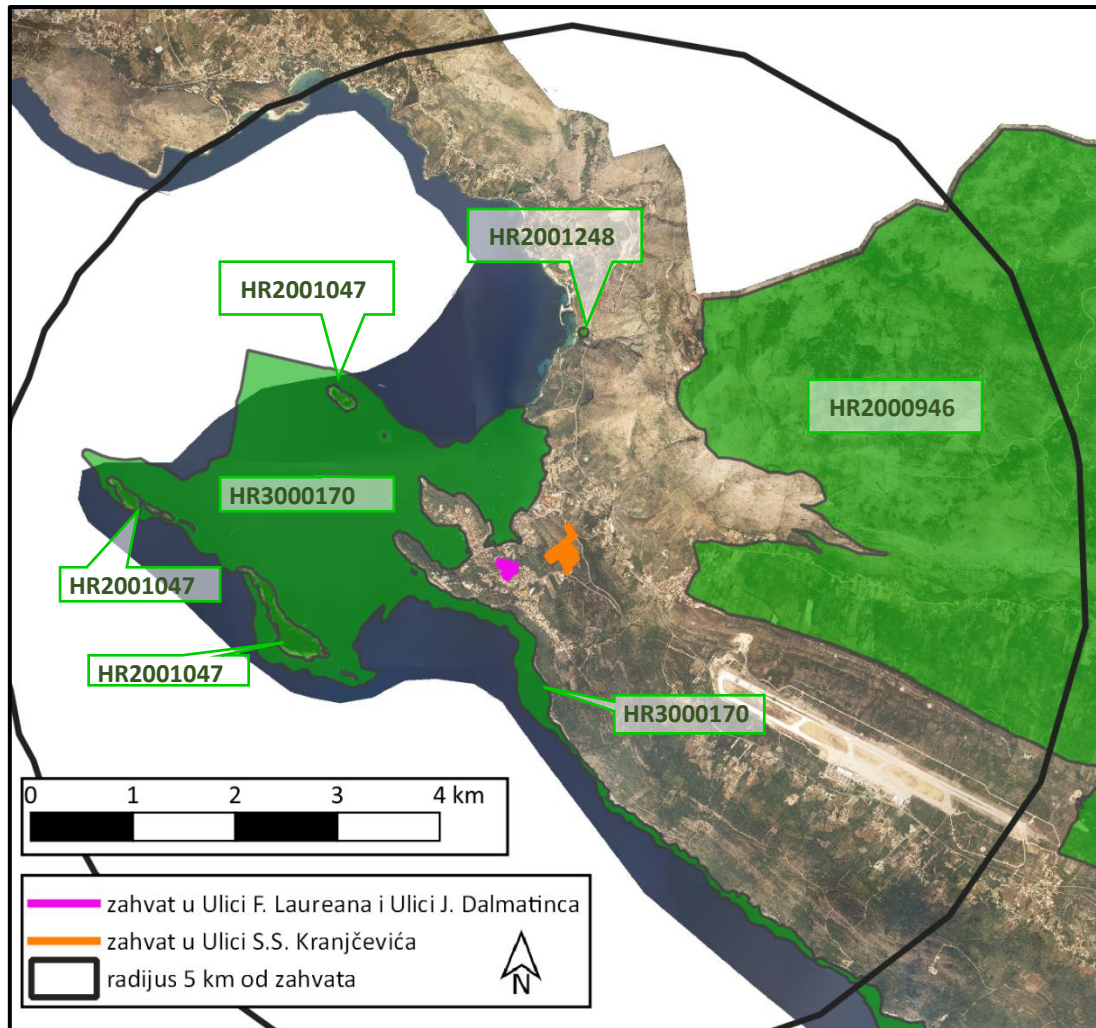 HR2001248
HR2001047
HR2000946
HR3000170
HR2001047
HR2001047
HR3000170
0 1 2 3 4 km
zahvat u Ulici F. Laureana i Ulici J. Dalmatinca
zahvat u Ulici S.S. Kranjčevića
radijus 5 km od zahvata
N